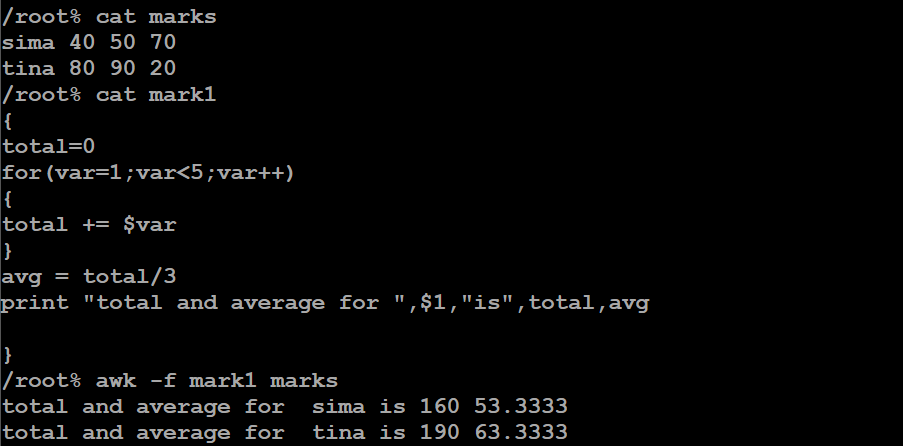 /root% cat marks
sima 40 50 70
tina 80 90 20
/root% cat mark1
{
total=0
for(var=1;var<5;var++)
{
total += $var
}
avg = total/3
print "total and average for ",$1,"is",total,avg
}
/root% awk -f mark1 marks
total and average for  sima is 160 53.3333
total and average for  tina is 190 63.3333